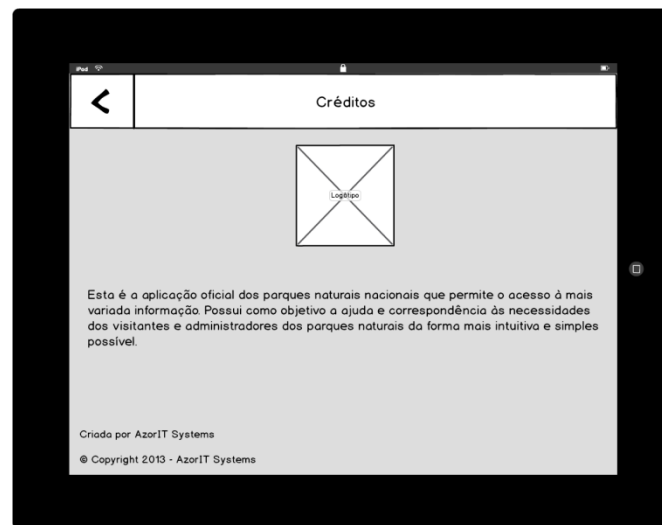 iPad
Créditos
Logótipo
Esta é a aplicação oficial dos parques naturais nacionais que permite o acesso à mais
variada informação. Possui como objetivo a ajuda e correspondência às necessidades
dos visitantes e administradores dos parques naturais da forma mais intuitiva e simples
possível.
Criada por AzorIT Systems
© Copyright 2013 - AzorIT Systems